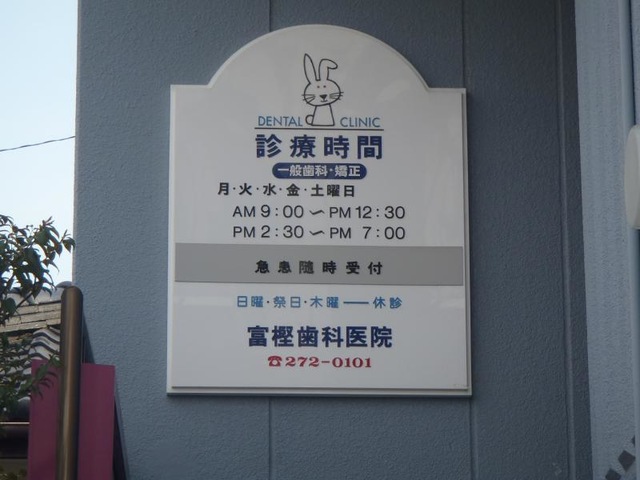 DENTAL CLINIC
診療時間
一般歯科・矯正
月・火・水・金・土曜日
AM 9:00 〜 PM 12:30
PM 2:30 〜 PM 7:00
急患随時受付
日曜・祭日・木曜 ── 休診
富樫歯科医院
☎272-0101